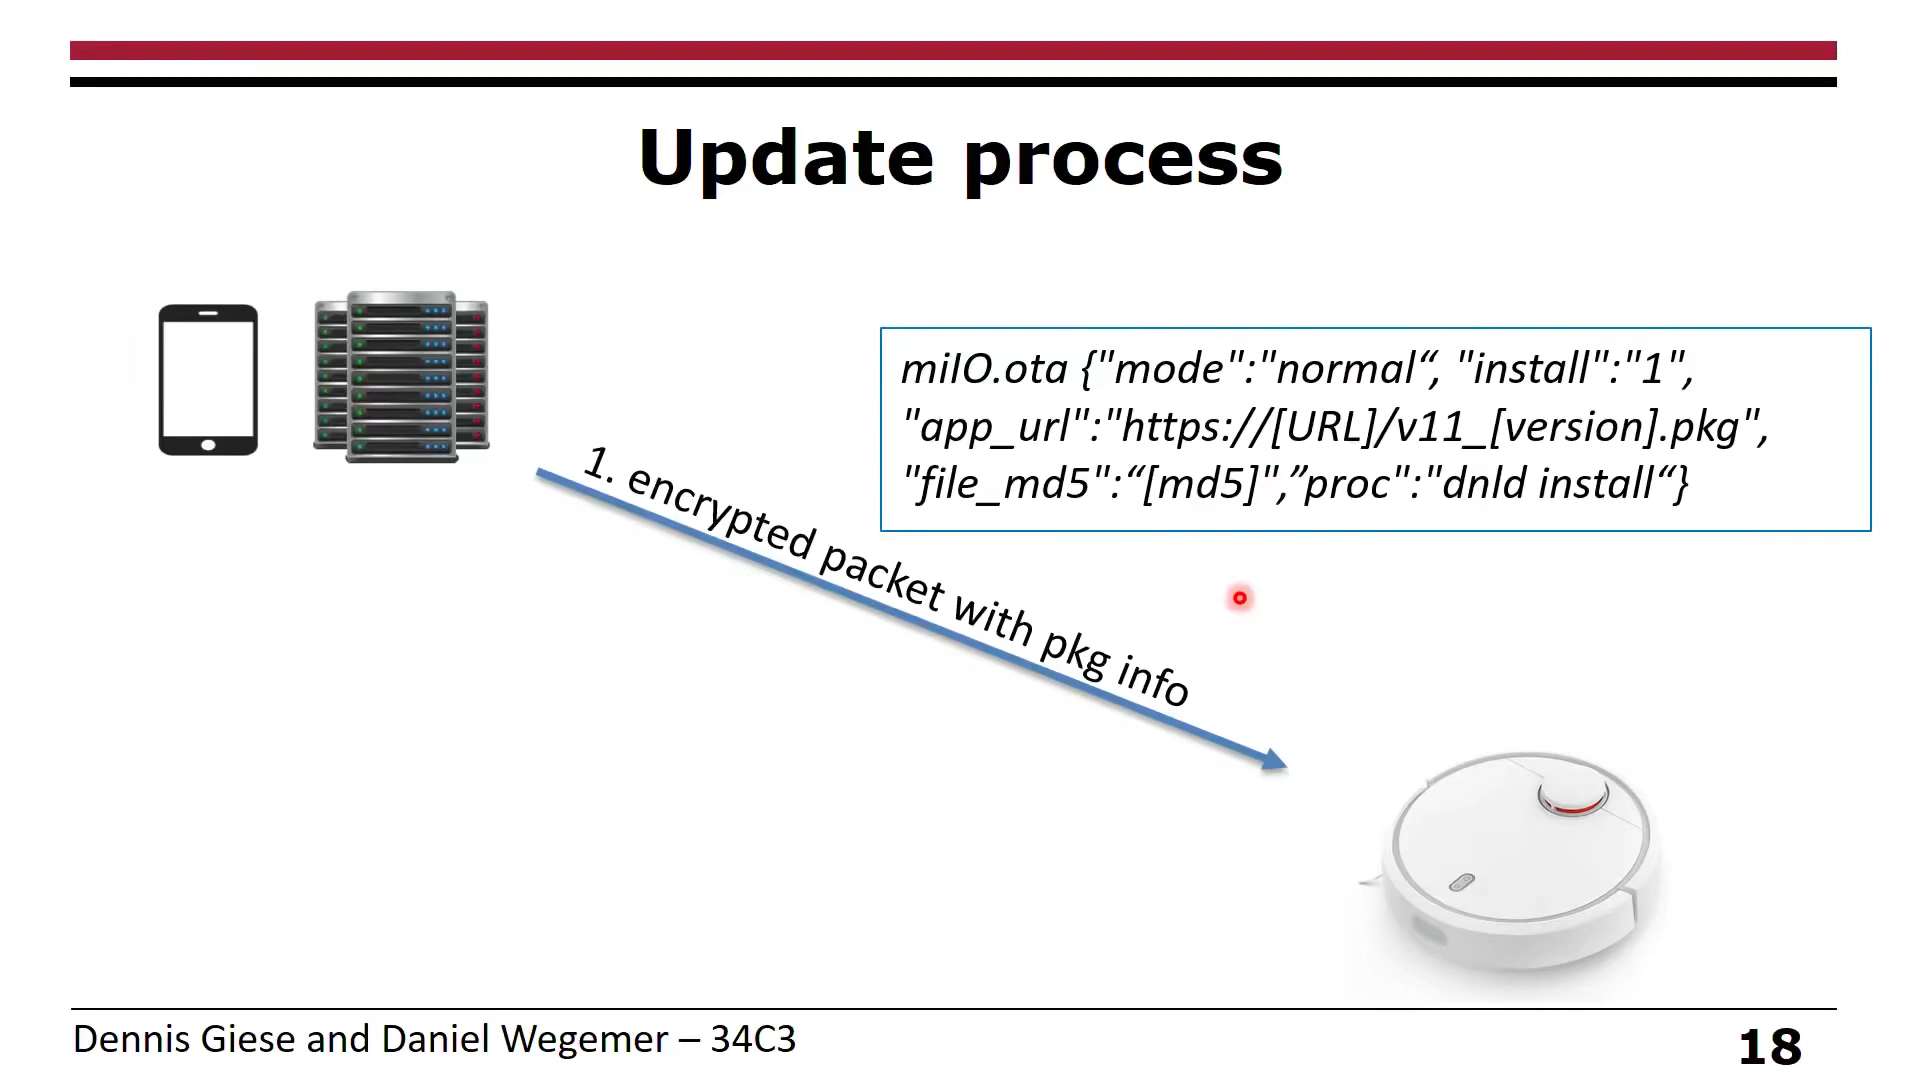 Update process
miIO.ota {"mode":"normal“, "install":"1",
"app_url":"https://[URL]/v11_[version].pkg",
"file_md5":“[md5]",”proc":"dnld install“}
1. encrypted packet with pkg info
Dennis Giese and Daniel Wegemer – 34C3
18